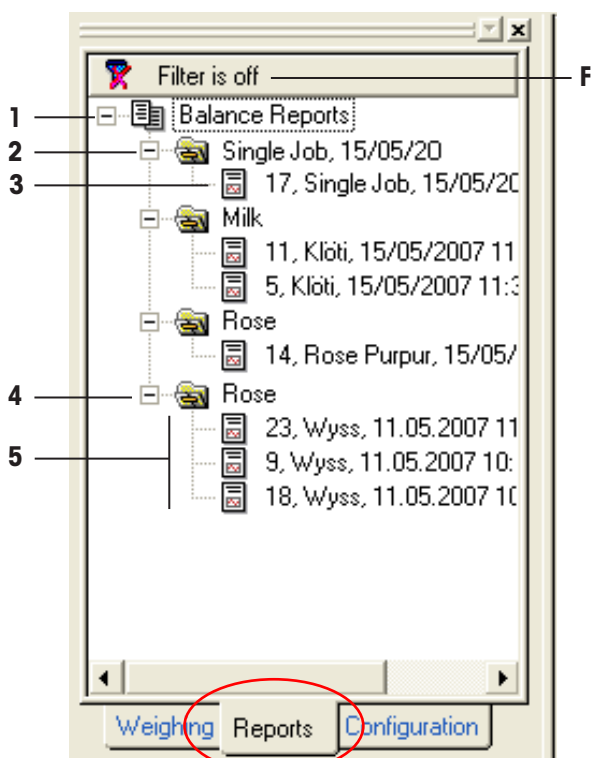 Filter is off F
1 Balance Reports
2 Single Job, 15/05/20
3 17, Single Job, 15/05/20
Milk
11, Klöti, 15/05/2007 11
5, Klöti, 15/05/2007 11:3
Rose
14, Rose Purpur, 15/05/
4 Rose
5 23, Wyss, 11.05.2007 11
9, Wyss, 11.05.2007 10:
18, Wyss, 11.05.2007 10
Weighing Reports Configuration